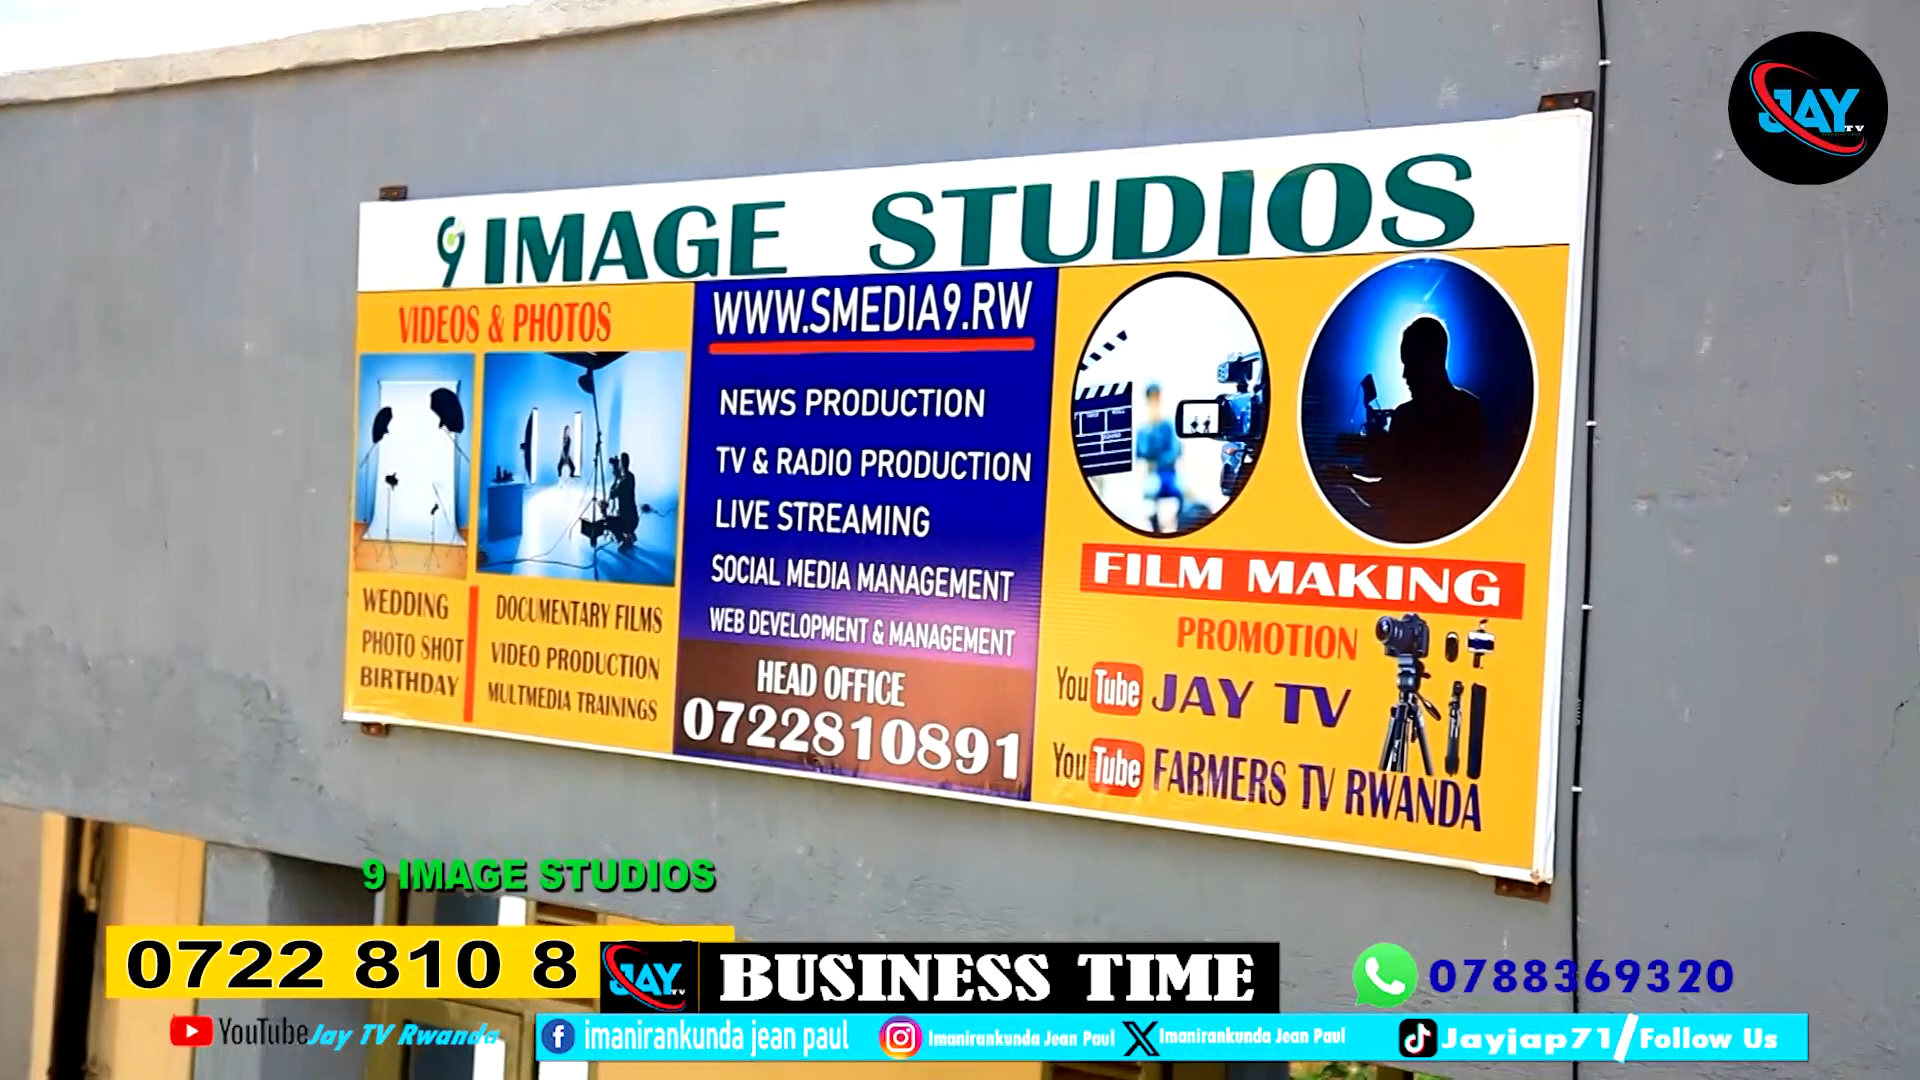 JAY TV
9 IMAGE STUDIOS
VIDEOS & PHOTOS
WEDDING
PHOTO SHOT
BIRTHDAY
DOCUMENTARY FILMS
VIDEO PRODUCTION
MULTMEDIA TRAININGS
WWW.SMEDIA9.RW
NEWS PRODUCTION
TV & RADIO PRODUCTION
LIVE STREAMING
SOCIAL MEDIA MANAGEMENT
WEB DEVELOPMENT & MANAGEMENT
HEAD OFFICE
0722810891
FILM MAKING
PROMOTION
YouTube JAY TV
YouTube FARMERS TV RWANDA
9 IMAGE STUDIOS
0722 810 8
JAY TV
BUSINESS TIME
0788369320
YouTube Jay TV Rwanda
imanirankunda jean paul
Imanirankunda Jean Paul
Imanirankunda Jean Paul
Jayjap71/Follow Us